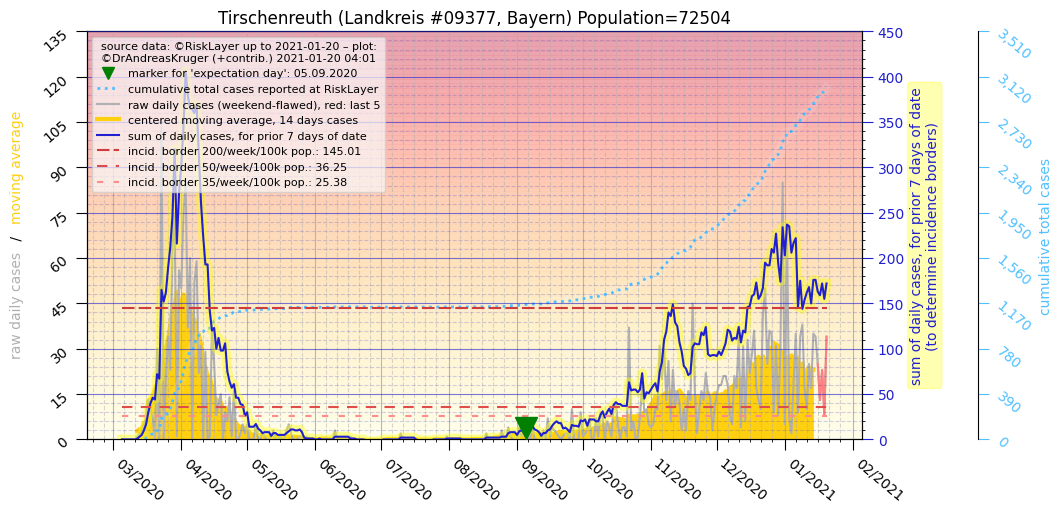 Tirschenreuth (Landkreis #09377, Bayern) Population=72504
source data: ©RiskLayer up to 2021-01-20 – plot:
©DrAndreasKruger (+contrib.) 2021-01-20 04:01
marker for 'expectation day': 05.09.2020
cumulative total cases reported at RiskLayer
raw daily cases (weekend-flawed), red: last 5
centered moving average, 14 days cases
sum of daily cases, for prior 7 days of date
incid. border 200/week/100k pop.: 145.01
incid. border 50/week/100k pop.: 36.25
incid. border 35/week/100k pop.: 25.38
raw daily cases / moving average
135
120
105
90
75
60
45
30
15
0
03/2020
04/2020
05/2020
06/2020
07/2020
08/2020
09/2020
10/2020
11/2020
12/2020
01/2021
02/2021
450
400
350
300
250
200
150
100
50
0
sum of daily cases, for prior 7 days of date
(to determine incidence borders)
3,510
3,120
2,730
2,340
1,950
1,560
1,170
780
390
0
cumulative total cases